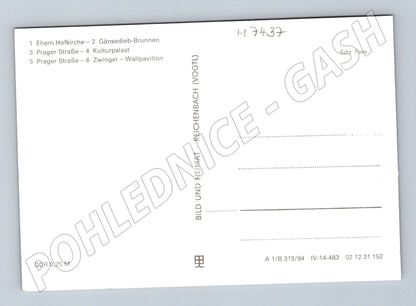 1 Ehem. Hofkirche – 2 Gänsedieb-Brunnen
3 Prager Straße – 4 Kulturpalast
5 Prager Straße – 6 Zwinger – Wallpavillon
H7437
Echt Foto
BILD UND HEIMAT REICHENBACH (VOGTL)
POHLEDNICE - GASH
DDR 0,25 M
A 1/B 315/84 IV-14-483 02 12 31 152